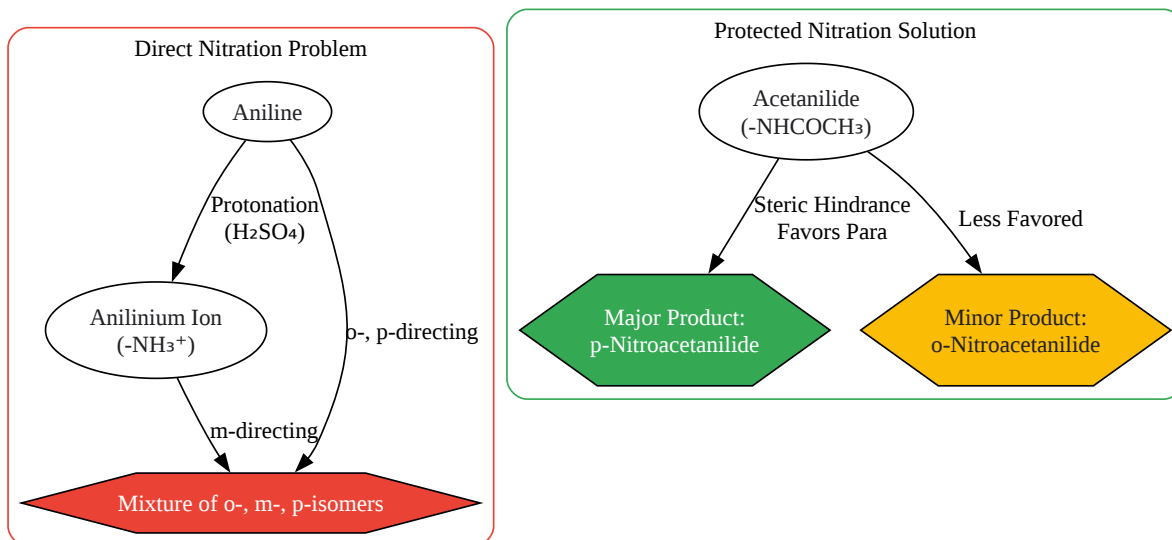 Direct Nitration Problem
Aniline
Protonation
(H₂SO₄)
Anilinium Ion
(-NH₃⁺)
o-, p-directing
m-directing
Mixture of o-, m-, p-isomers
Protected Nitration Solution
Acetanilide
(-NHCOCH₃)
Steric Hindrance
Favors Para
Less Favored
Major Product:
p-Nitroacetanilide
Minor Product:
o-Nitroacetanilide